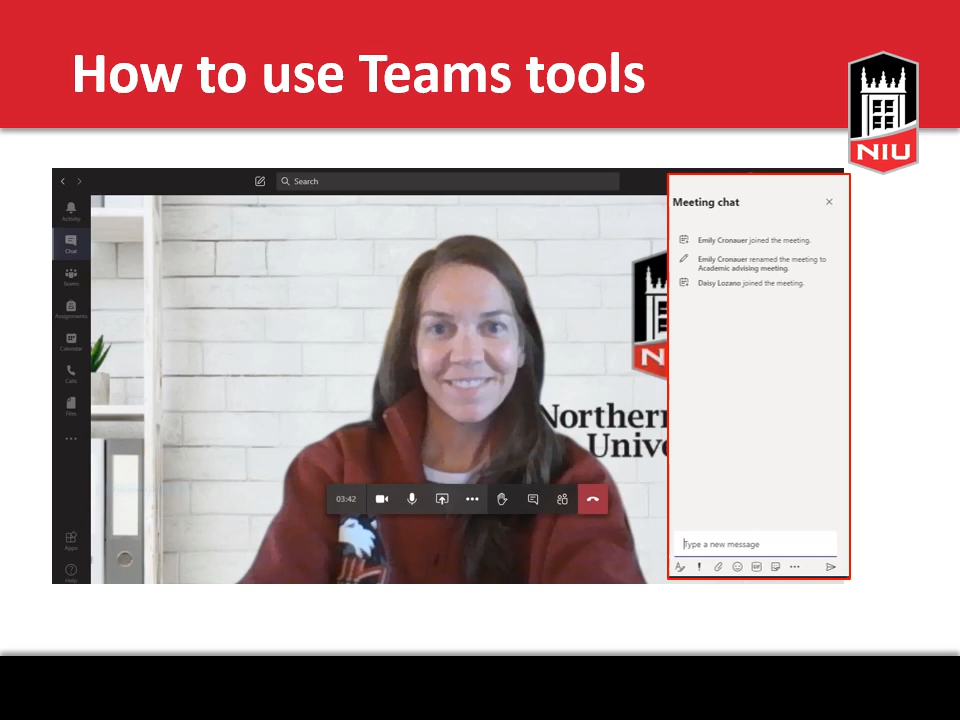 How to use Teams tools
NIU
Search
Activity
Chat
Teams
Assignments
Calendar
Calls
Files
Apps
Help
N
Northern
Unive
03:42
Meeting chat
Emily Cronauer joined the meeting.
Emily Cronauer renamed the meeting to
Academic advising meeting.
Daisy Lozano joined the meeting.
Type a new message
GIF